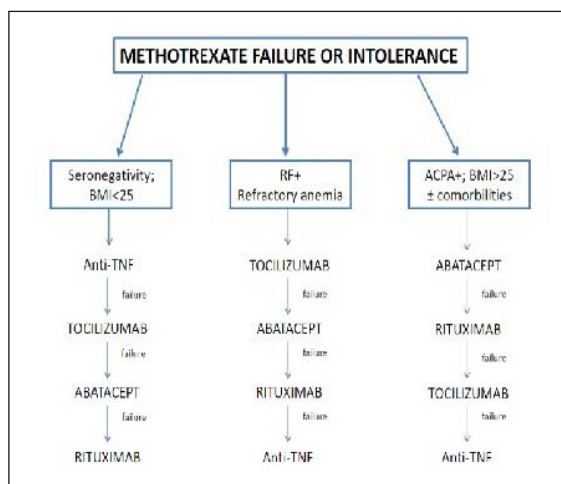 METHOTREXATE FAILURE OR INTOLERANCE
Seronegativity;
BMI<25
RF+
Refractory anemia
ACPA+; BMI>25
± comorbilities
Anti-TNF
TOCILIZUMAB
ABATACEPT
failure
failure
failure
TOCILIZUMAB
ABATACEPT
RITUXIMAB
failure
failure
failure
ABATACEPT
RITUXIMAB
TOCILIZUMAB
failure
failure
failure
RITUXIMAB
Anti-TNF
Anti-TNF